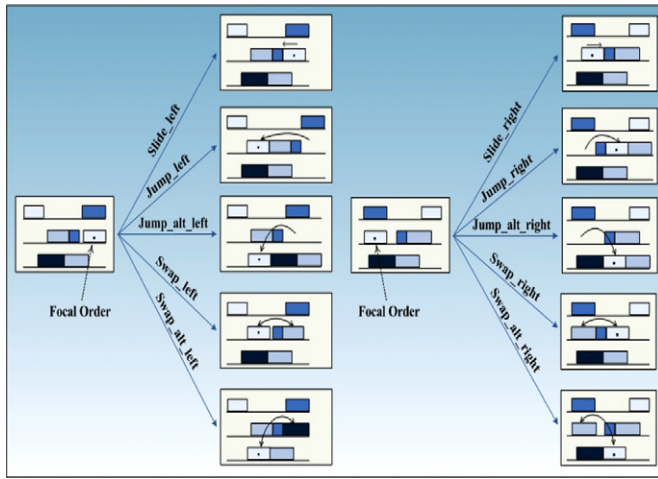 Slide_left
Jump_left
Jump_alt_left
Swap_left
Swap_alt_left
Focal Order
Slide_right
Jump_right
Jump_alt_right
Swap_right
Swap_alt_right
Focal Order